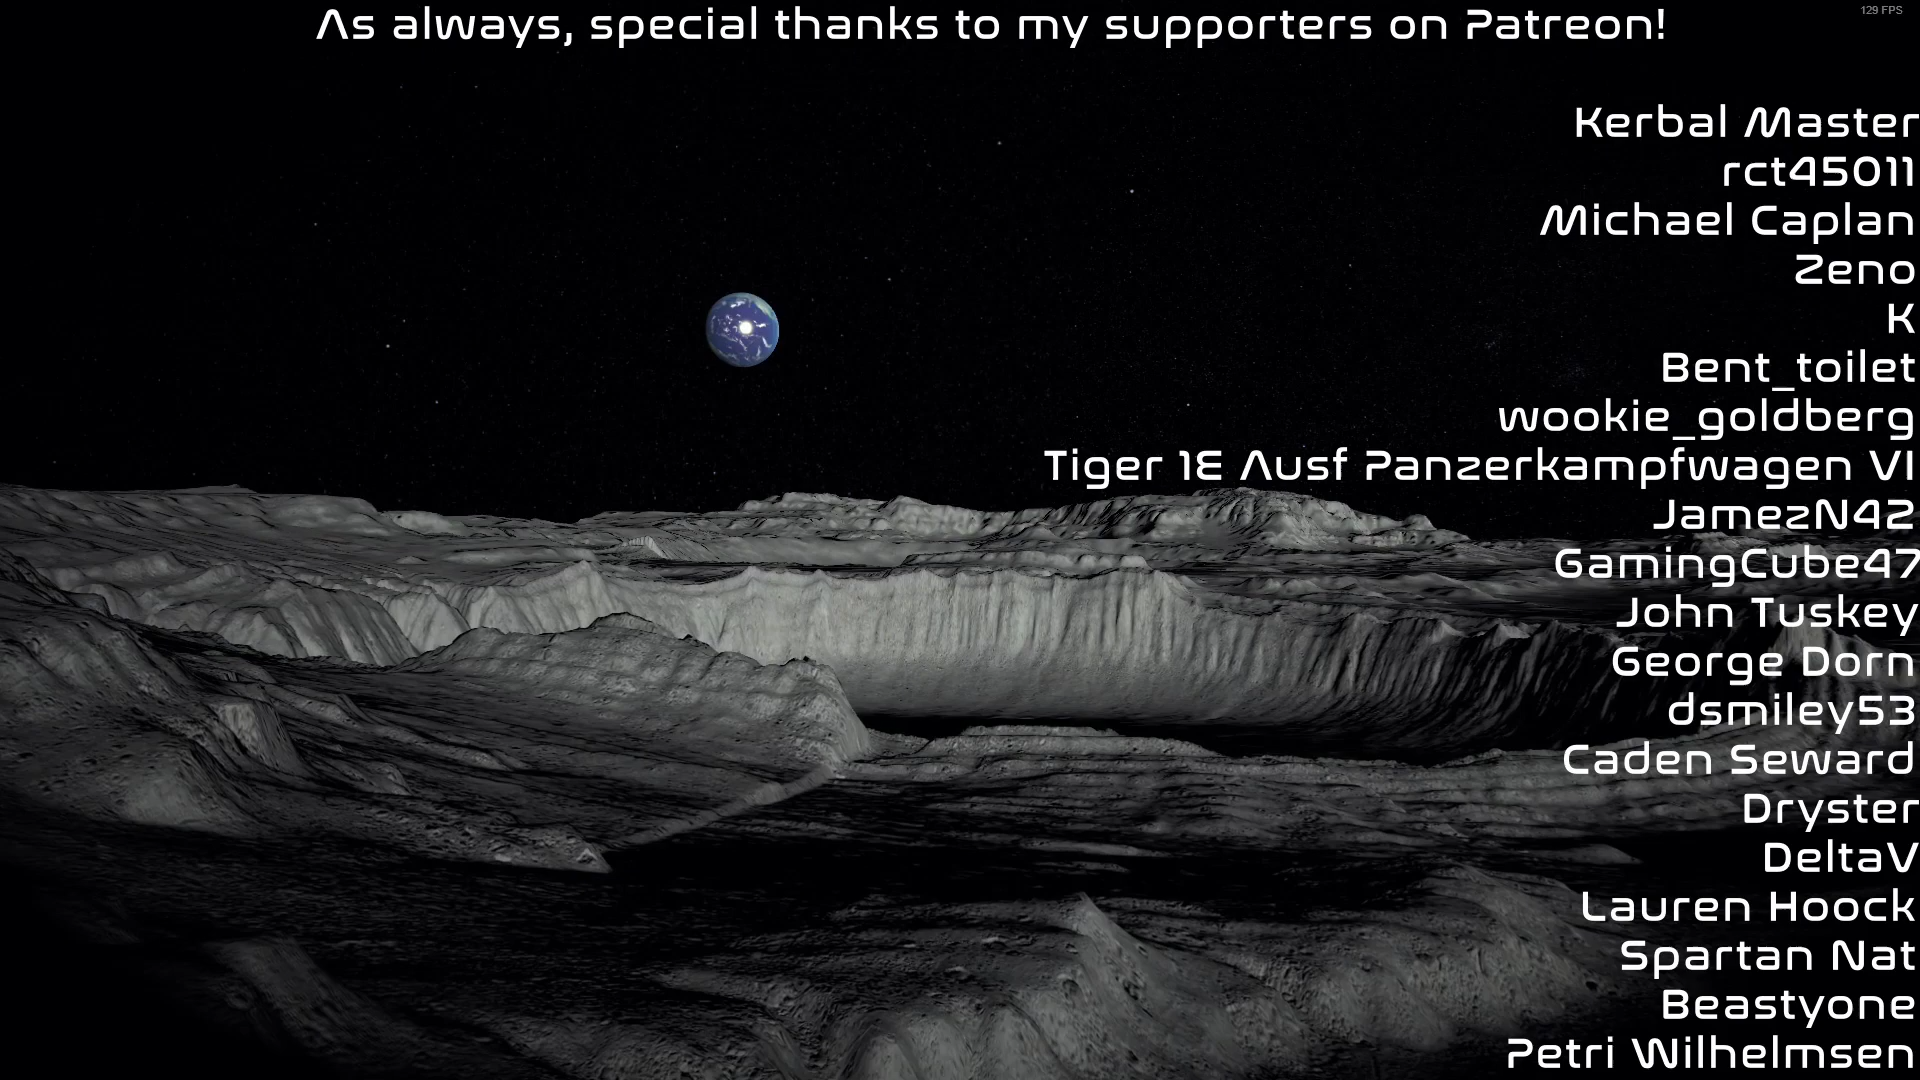 As always, special thanks to my supporters on Patreon!
129 FPS
Kerbal Master
rct45011
Michael Caplan
Zeno
K
Bent_toilet
wookie_goldberg
Tiger 1E Ausf Panzerkampfwagen VI
JamezN42
GamingCube47
John Tuskey
George Dorn
dsmiley53
Caden Seward
Dryster
DeltaV
Lauren Hoock
Spartan Nat
Beastyone
Petri Wilhelmsen